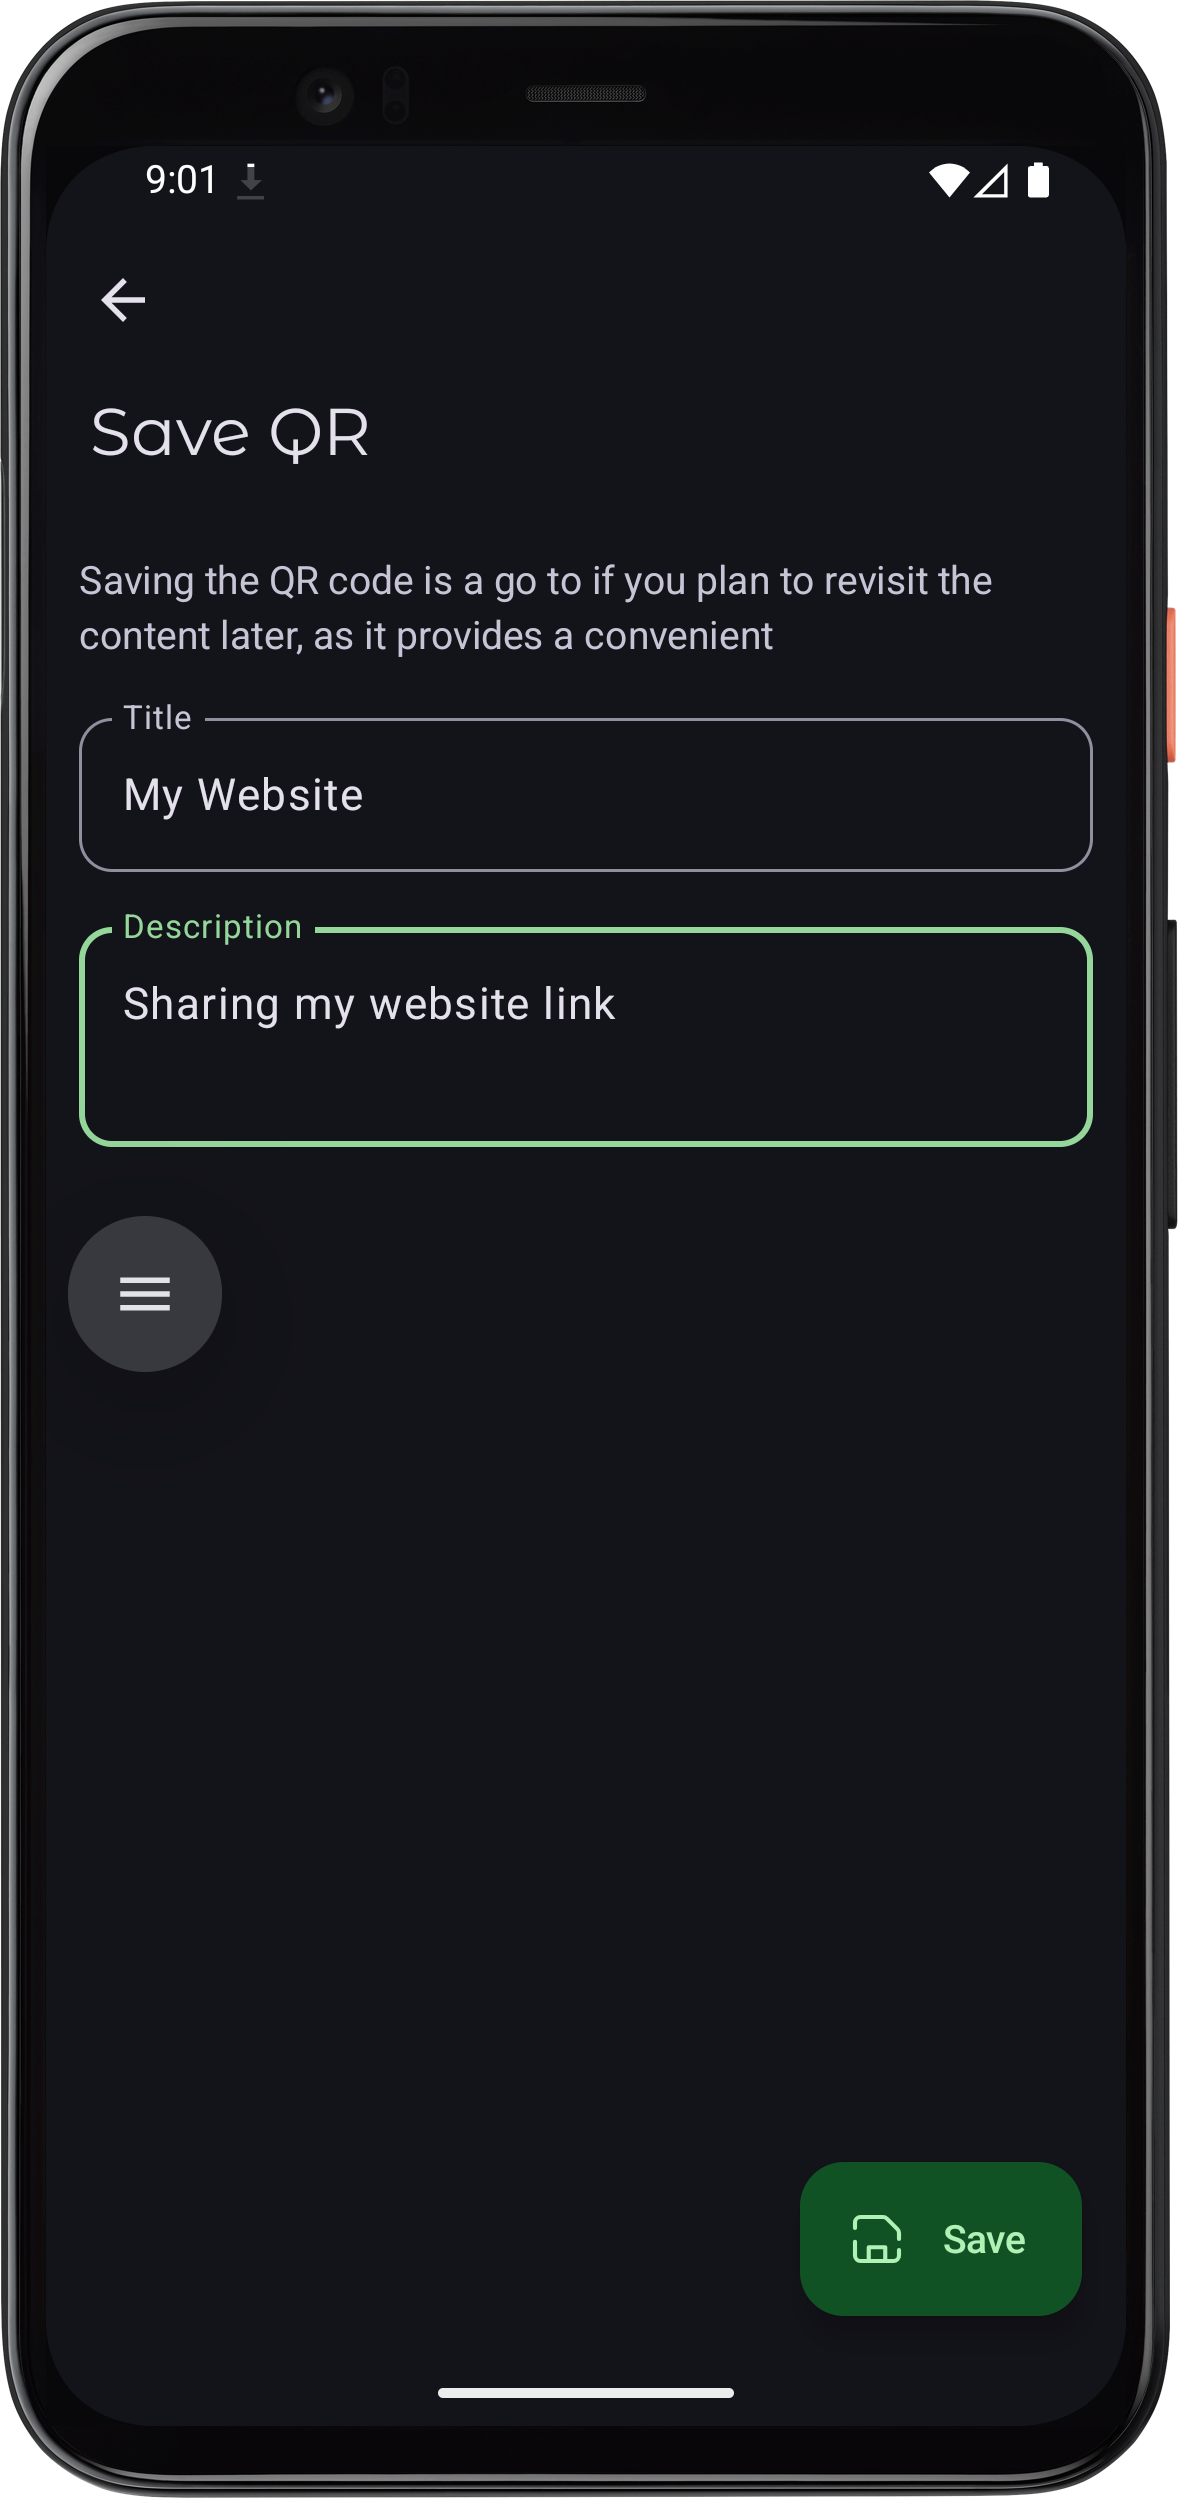 9:01
Save QR
Saving the QR code is a go to if you plan to revisit the
content later, as it provides a convenient
Title
My Website
Description
Sharing my website link
Save